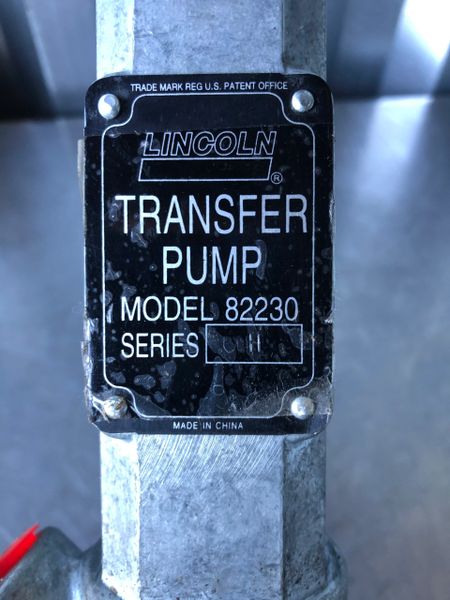 TRADE MARK REG U.S. PATENT OFFICE
LINCOLN
®
TRANSFER
PUMP
MODEL 82230
SERIES H
MADE IN CHINA